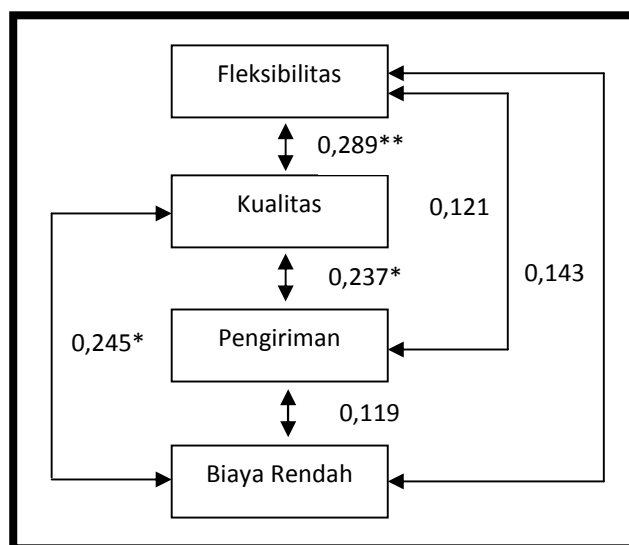 Fleksibilitas
0,289**
Kualitas
0,121
0,237*
0,143
0,245*
Pengiriman
0,119
Biaya Rendah